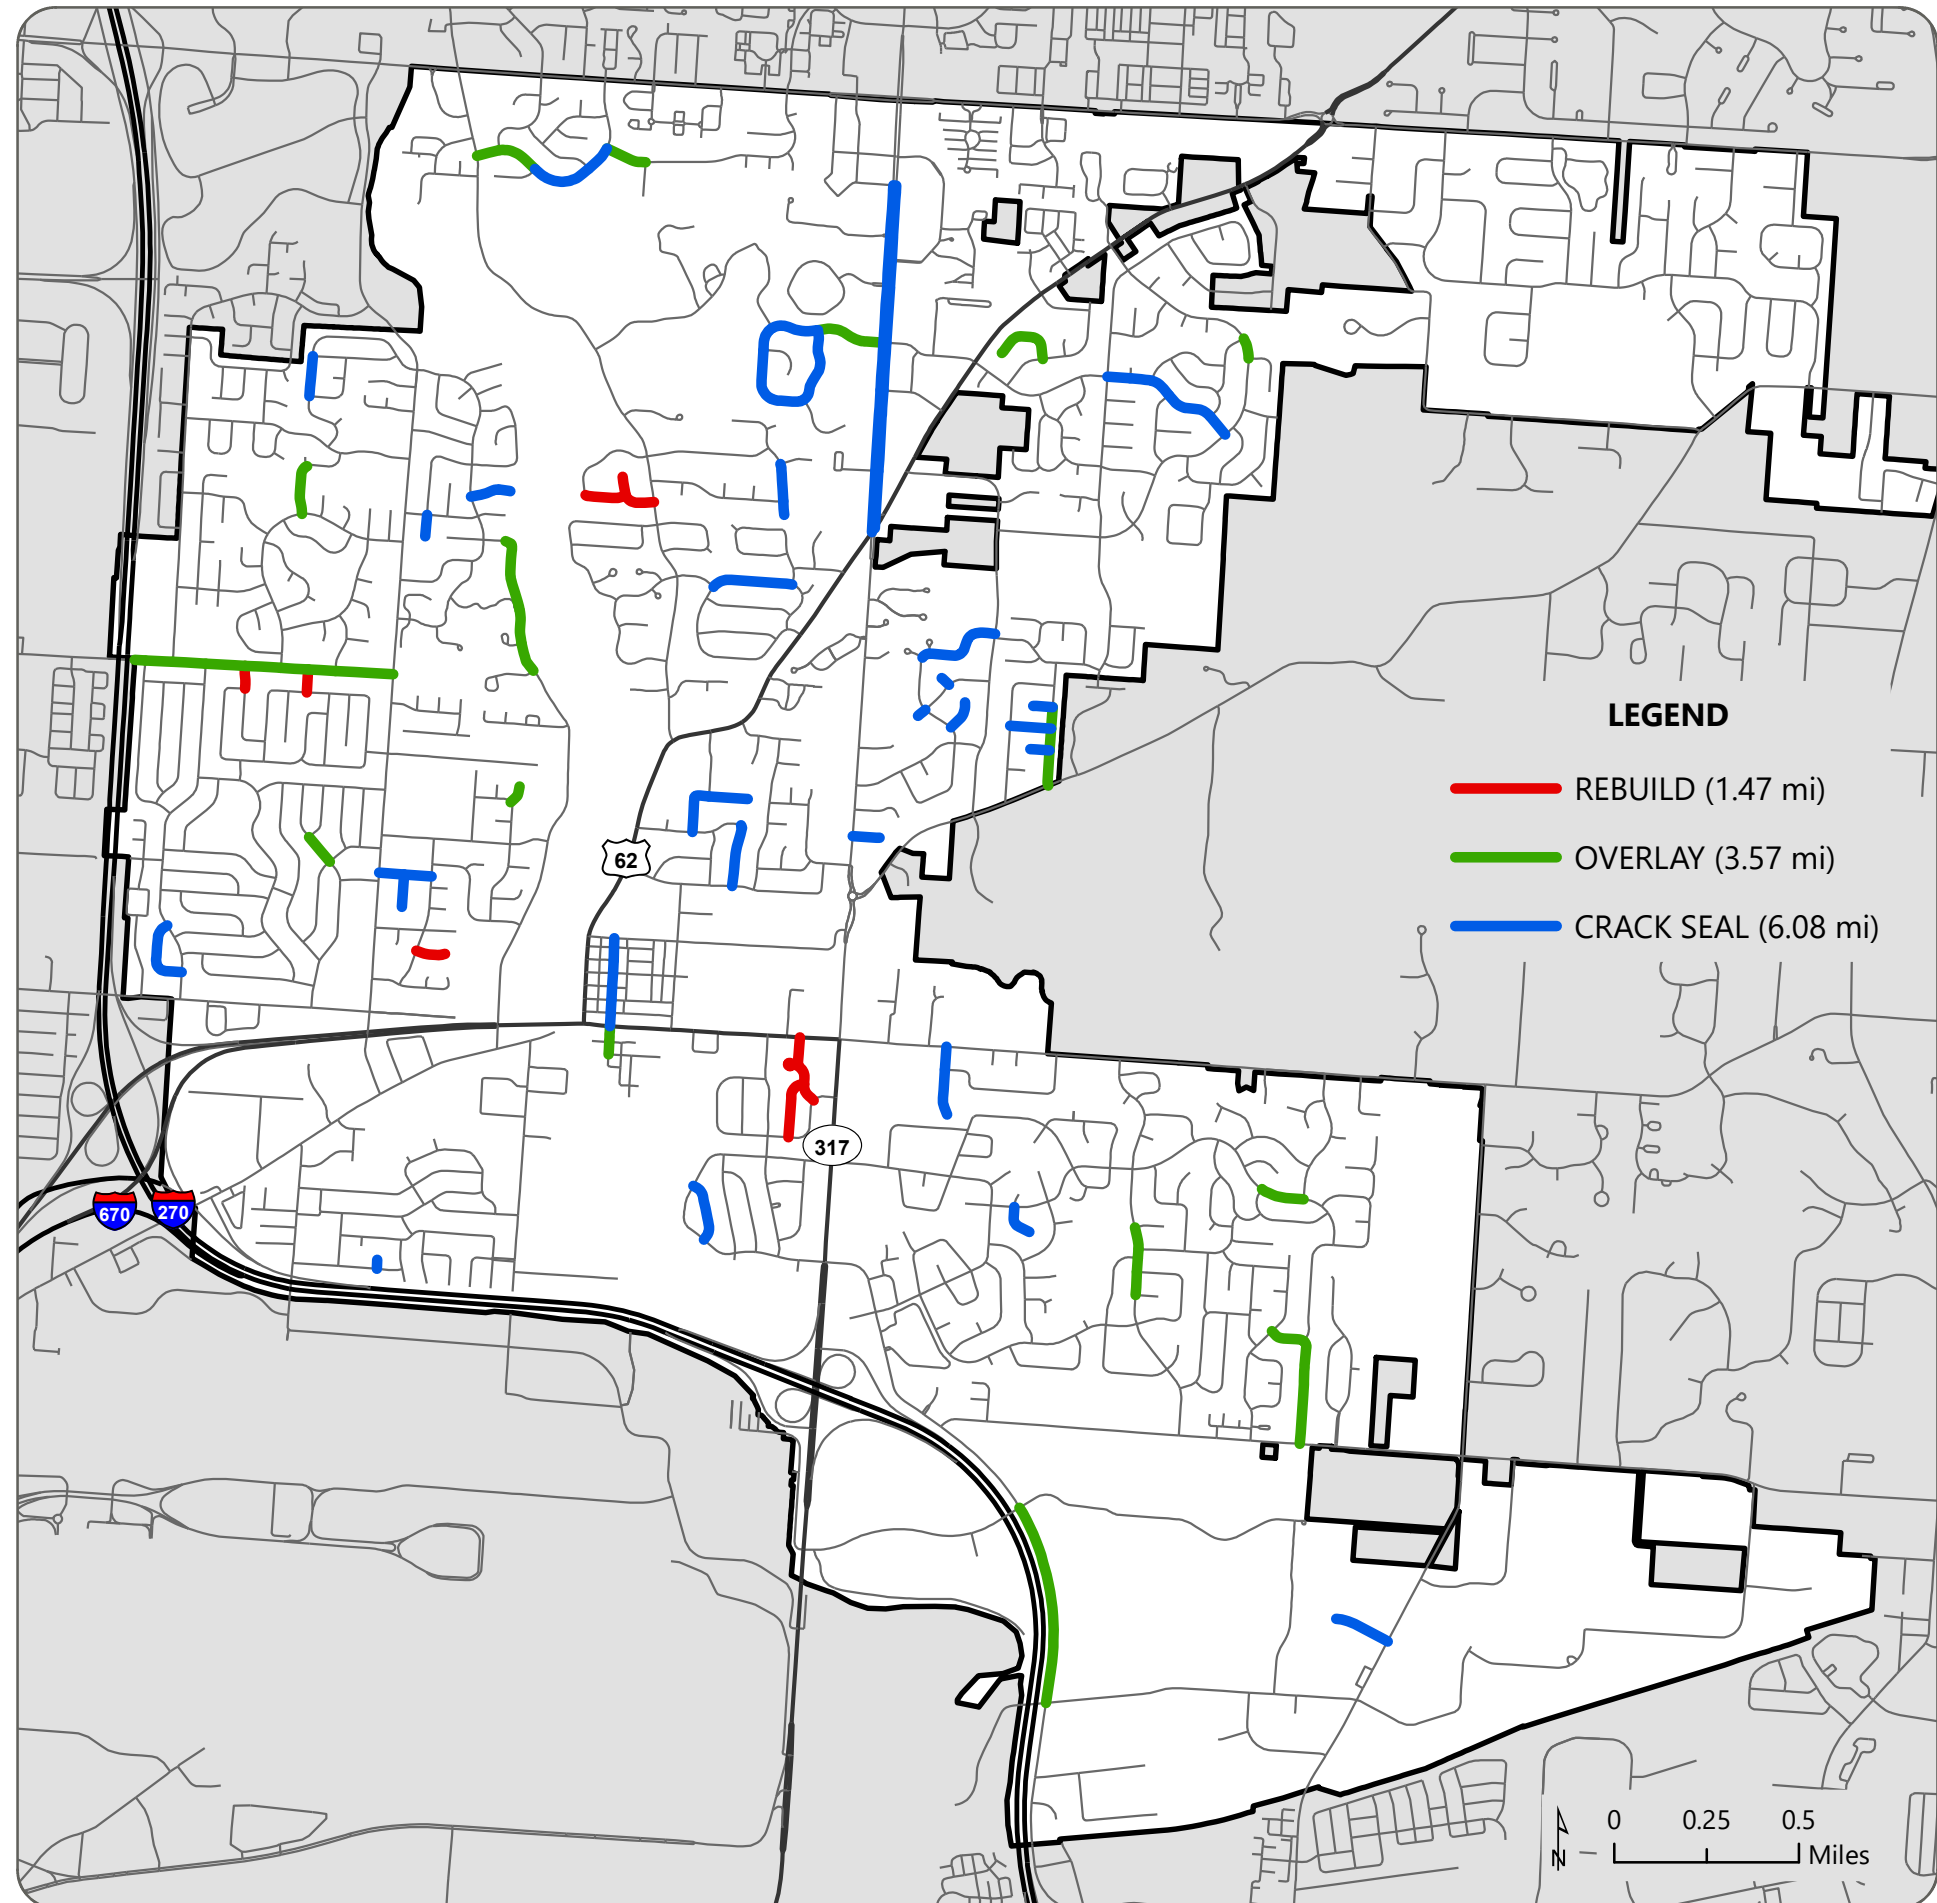 LEGEND
REBUILD (1.47 mi)
OVERLAY (3.57 mi)
62
CRACK SEAL (6.08 mi)
317
670
270
0 0.25 0.5
Miles
N